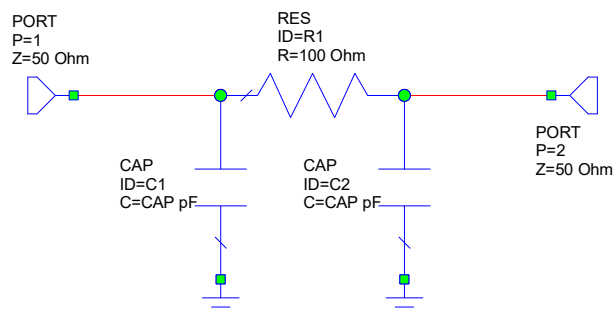 PORT
P=1
Z=50 Ohm
RES
ID=R1
R=100 Ohm
CAP
ID=C1
C=CAP pF
CAP
ID=C2
C=CAP pF
PORT
P=2
Z=50 Ohm